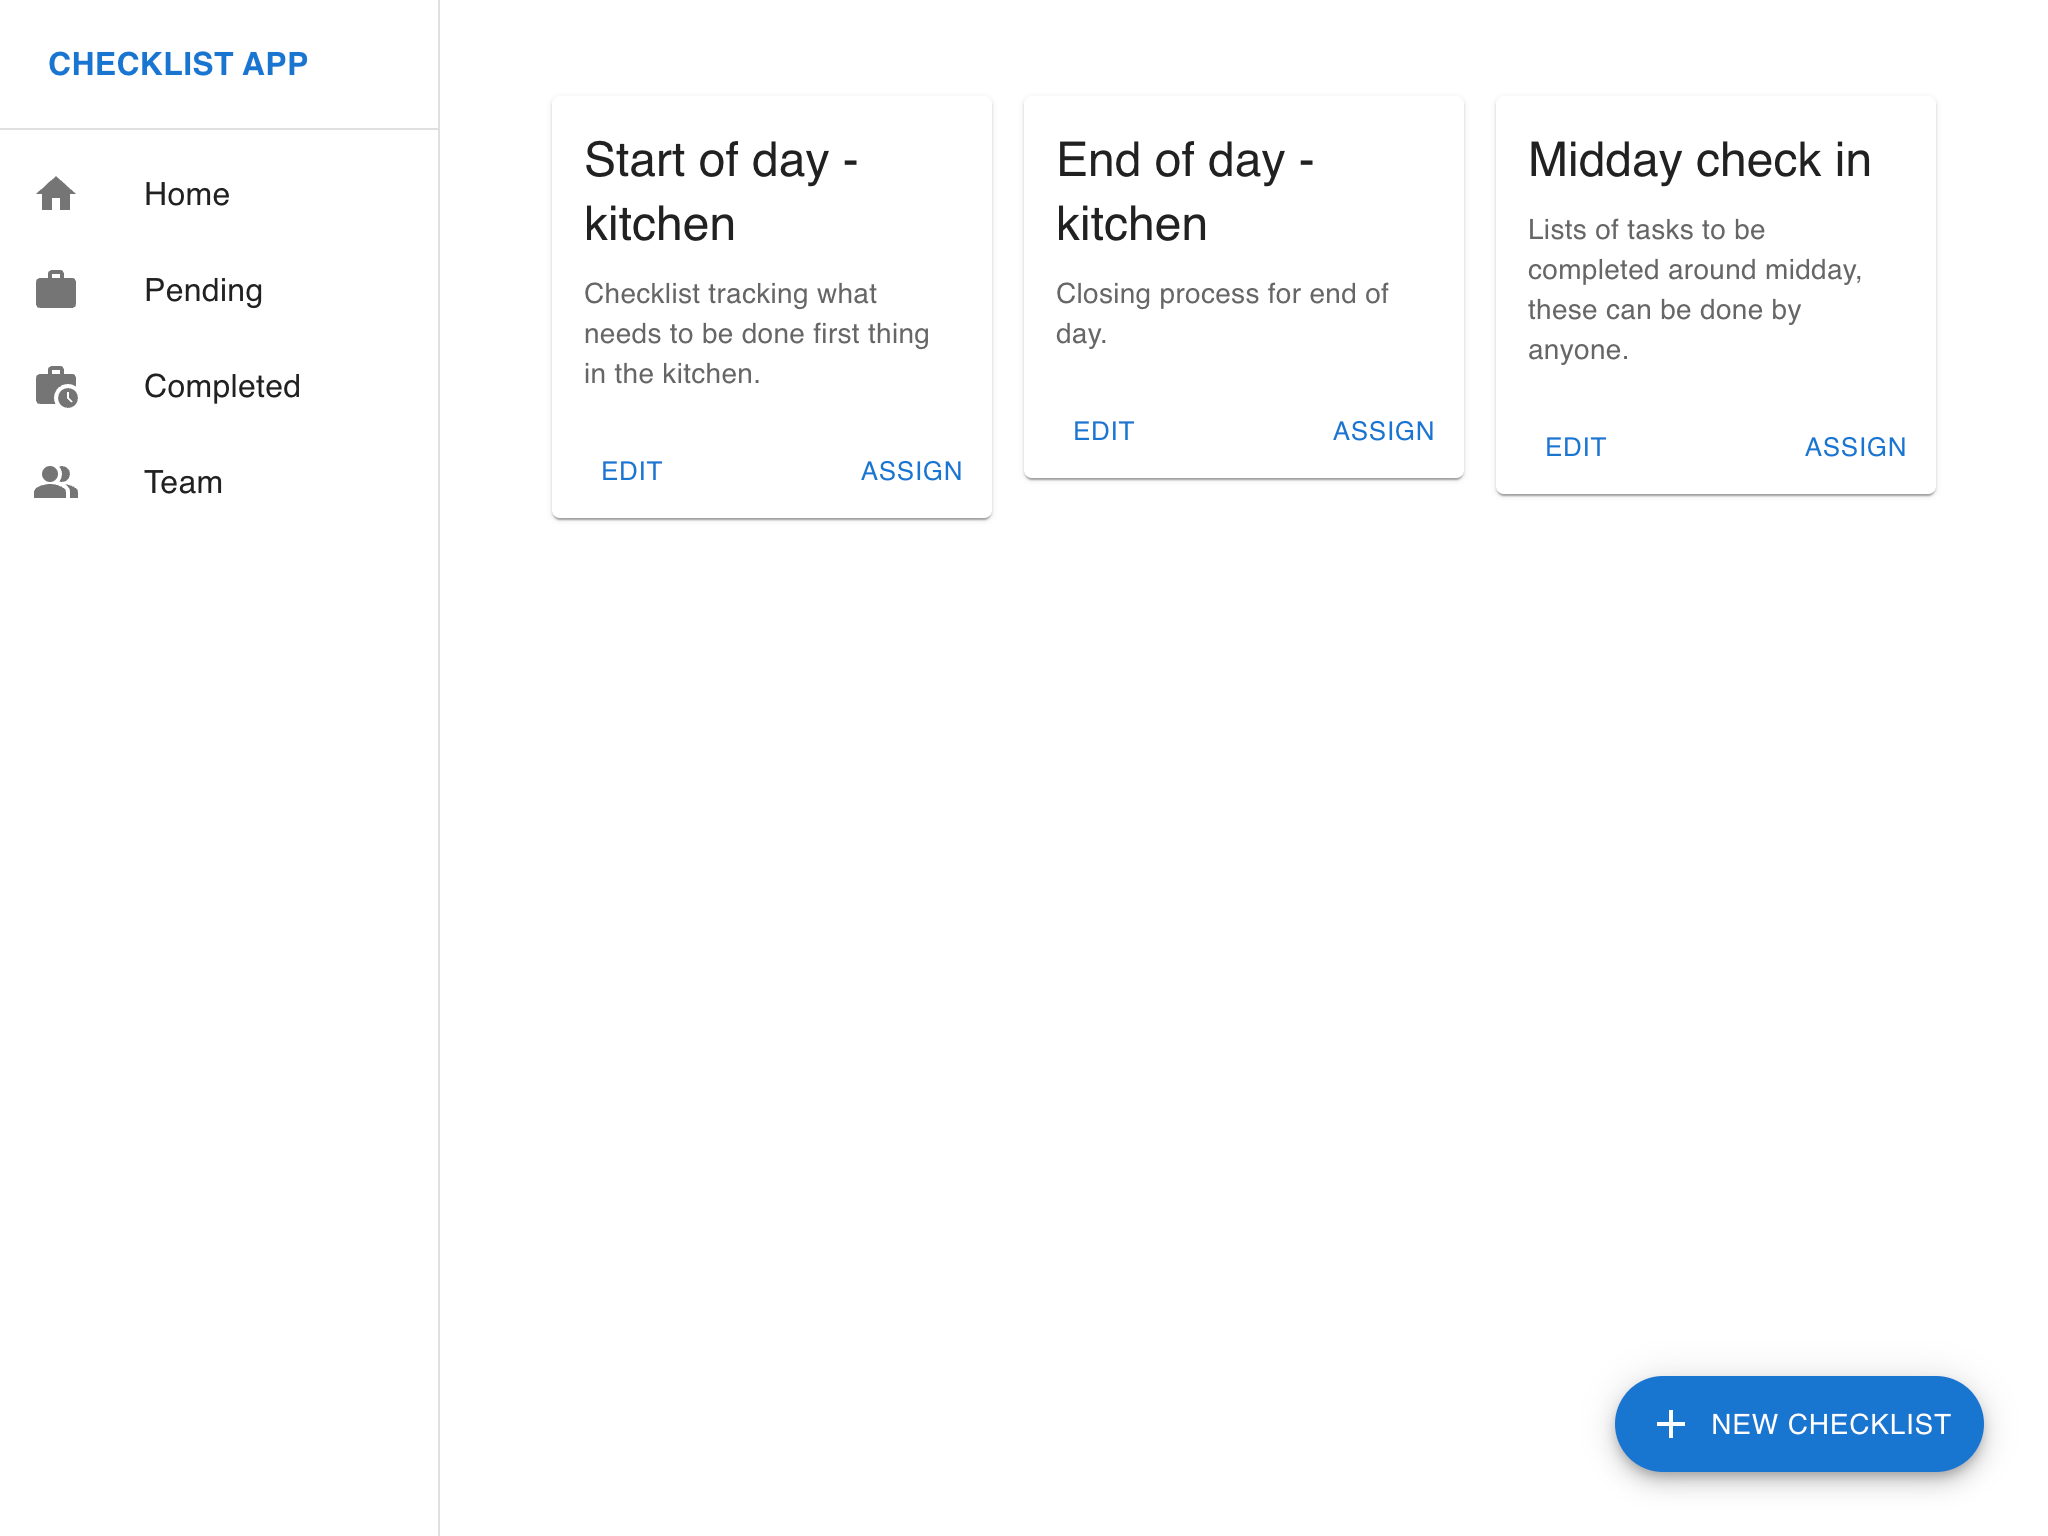 CHECKLIST APP
Home
Pending
Completed
Team
Start of day -
kitchen
Checklist tracking what
needs to be done first thing
in the kitchen.
EDIT ASSIGN
End of day -
kitchen
Closing process for end of
day.
EDIT ASSIGN
Midday check in
Lists of tasks to be
completed around midday,
these can be done by
anyone.
EDIT ASSIGN
NEW CHECKLIST